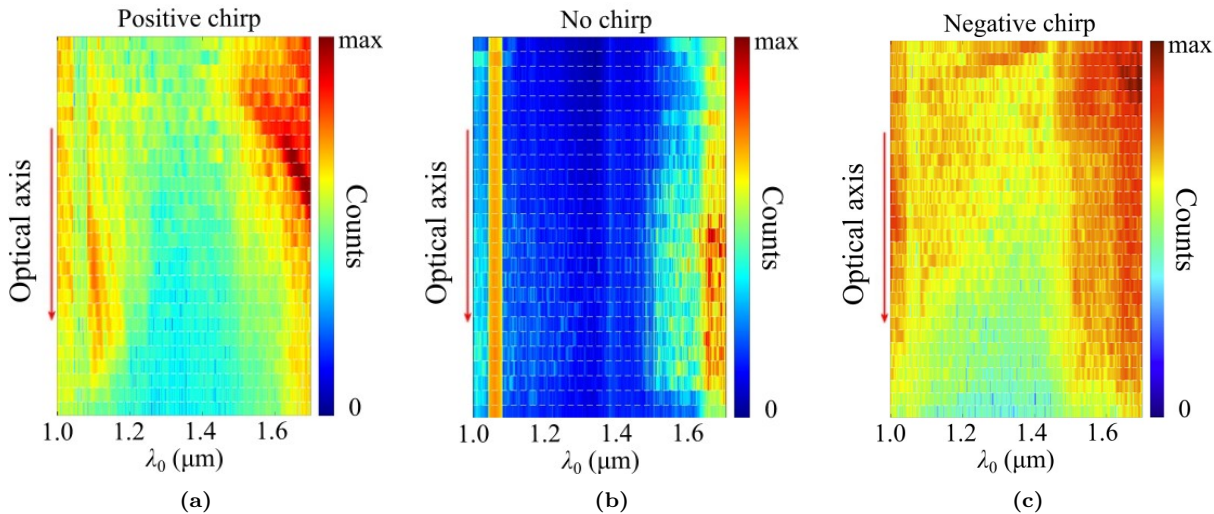 Positive chirp
max
Optical axis
Counts
0
1.0 1.2 1.4 1.6
λ₀ (μm)
(a)
No chirp
max
Optical axis
Counts
0
1.0 1.2 1.4 1.6
λ₀ (μm)
(b)
Negative chirp
max
Optical axis
Counts
0
1.0 1.2 1.4 1.6
λ₀ (μm)
(c)